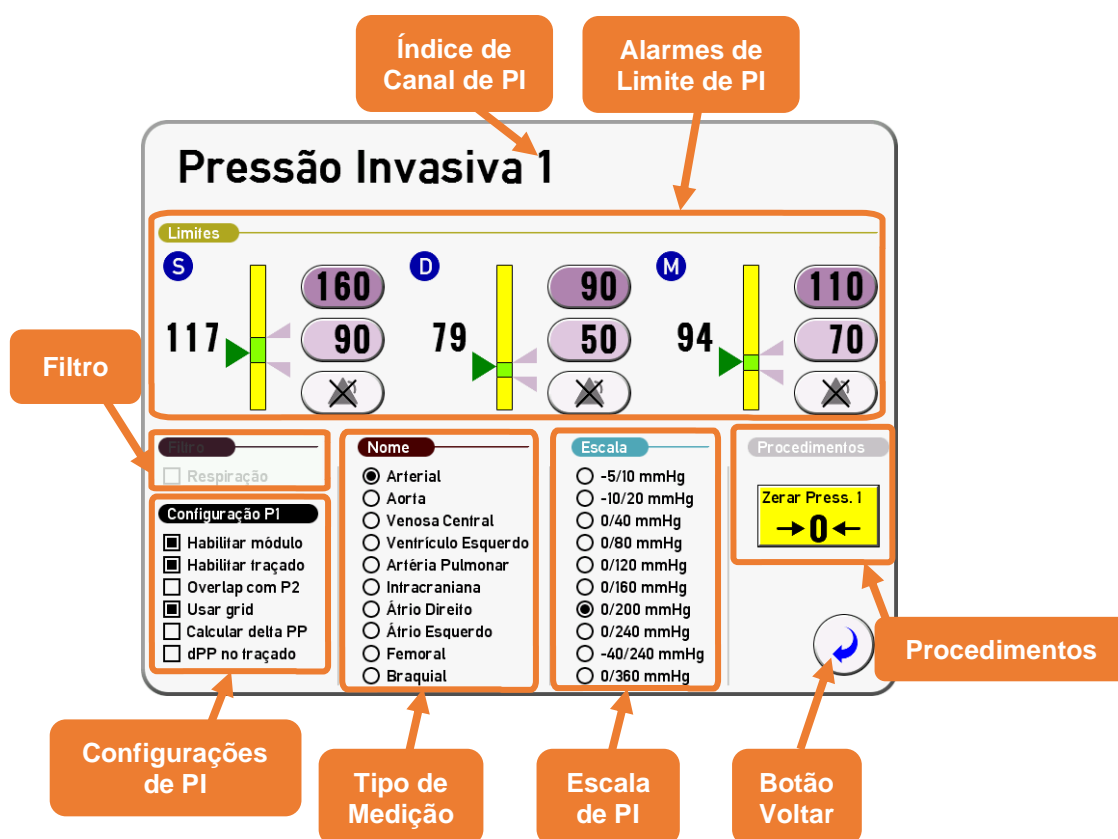 Índice de
Canal de PI
Alarmes de
Limite de PI
Pressão Invasiva 1
Limites
S
160
117
90
D
90
79
50
M
110
94
70
Filtro
Filtro
Respiração
Configuração P1
Habilitar módulo
Habilitar traçado
Overlap com P2
Usar grid
Calcular delta PP
dPP no traçado
Nome
Arterial
Aorta
Venosa Central
Ventrículo Esquerdo
Artéria Pulmonar
Intracraniana
Átrio Direito
Átrio Esquerdo
Femoral
Braquial
Escala
-5/10 mmHg
-10/20 mmHg
0/40 mmHg
0/80 mmHg
0/120 mmHg
0/160 mmHg
0/200 mmHg
0/240 mmHg
-40/240 mmHg
0/360 mmHg
Procedimentos
Zerar Press. 1
→0←
Procedimentos
Configurações
de PI
Tipo de
Medição
Escala
de PI
Botão
Voltar